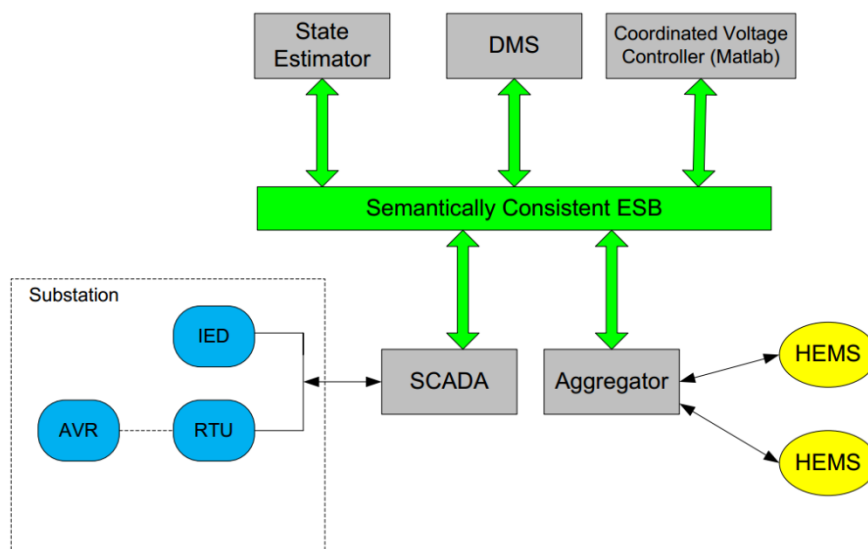 State
Estimator
DMS
Coordinated Voltage
Controller (Matlab)
Semantically Consistent ESB
Substation
IED
AVR
RTU
SCADA
Aggregator
HEMS
HEMS